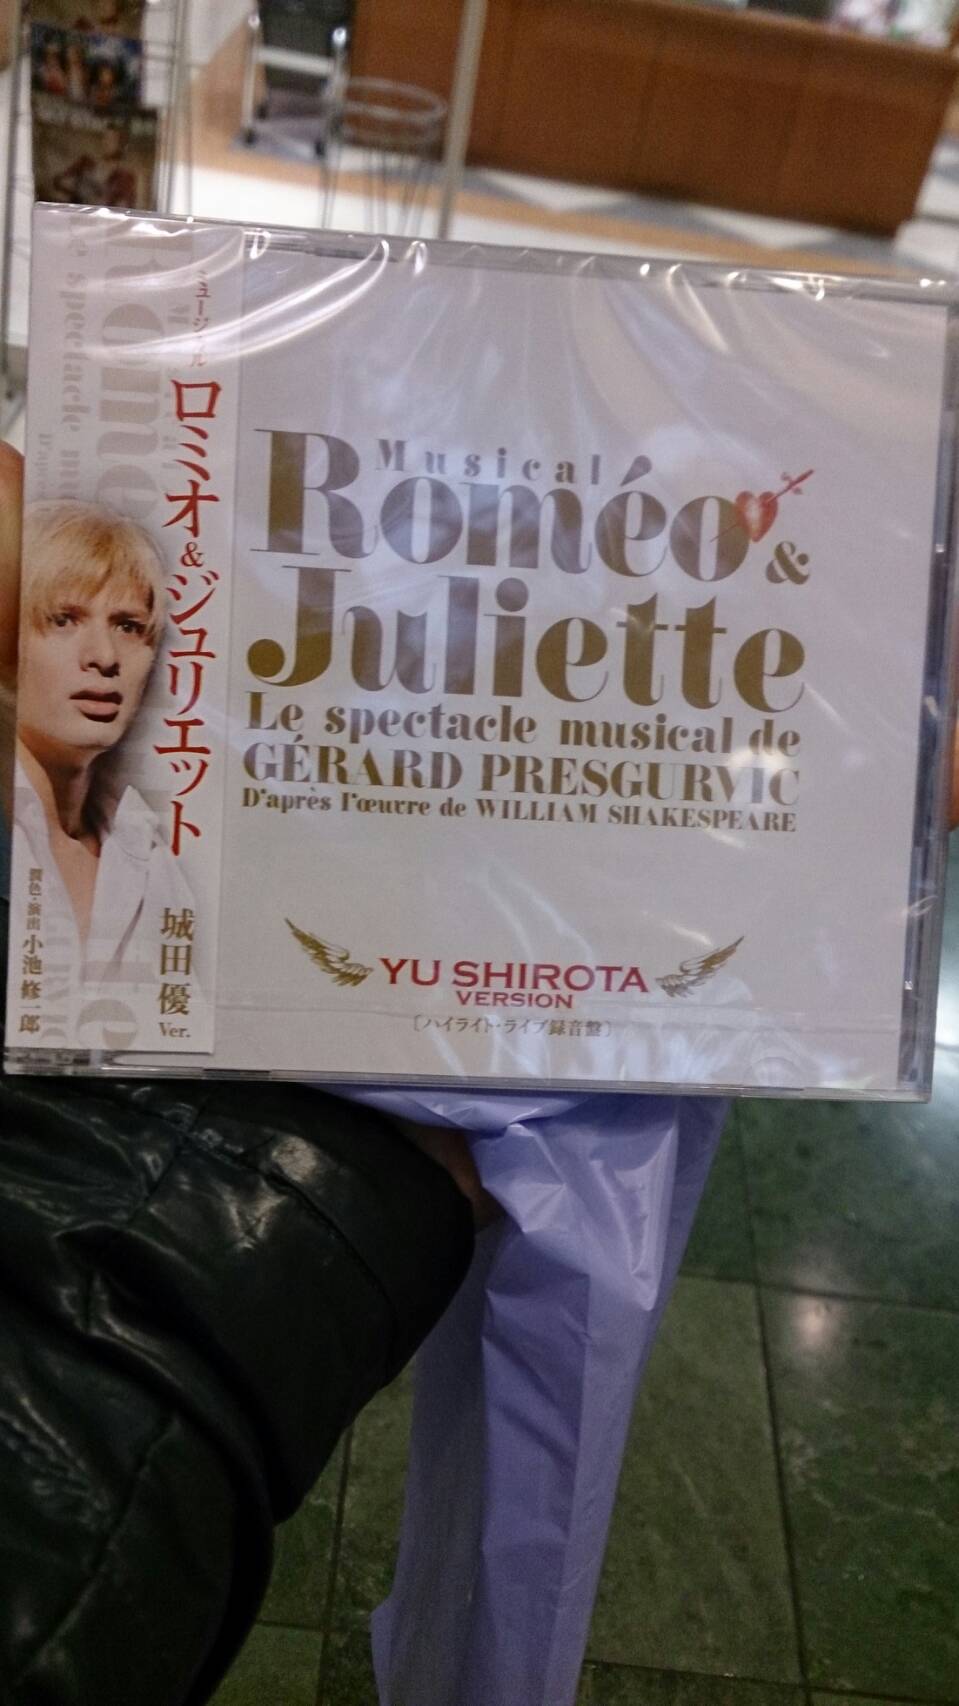 ミュージカル
ロミオ&ジュリエット
城田優 Ver.
潤色・演出 小池修一郎
Musical
Roméo &
Juliette
Le spectacle musical de
GÉRARD PRESGURVIC
D'après l'œuvre de WILLIAM SHAKESPEARE
YU SHIROTA
VERSION
〔ハイライト・ライブ録音盤〕